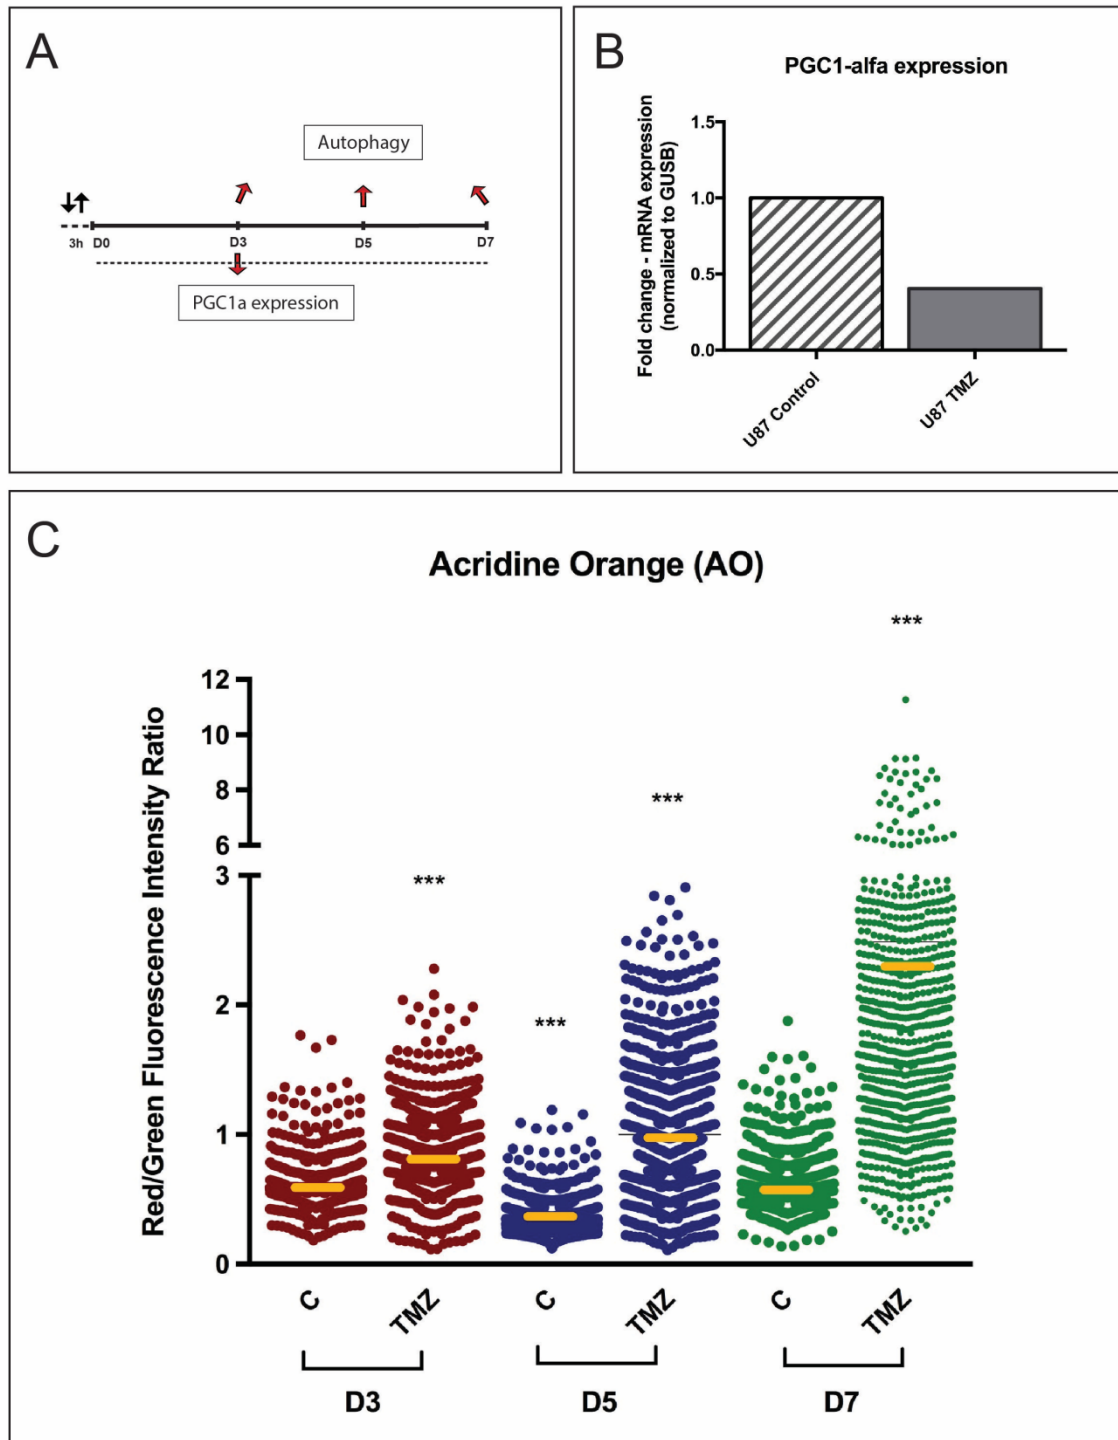 A
Autophagy
3h D0 D3 D5 D7
PGC1a expression
B
PGC1-alfa expression
Fold change - mRNA expression
(normalized to GUSB)
1.5
1.0
0.5
0.0
U87 Control
U87 TMZ
C
Acridine Orange (AO)
Red/Green Fluorescence Intensity Ratio
12
10
8
6
3
2
1
0
***
***
***
***
C
TMZ
C
TMZ
C
TMZ
D3
D5
D7